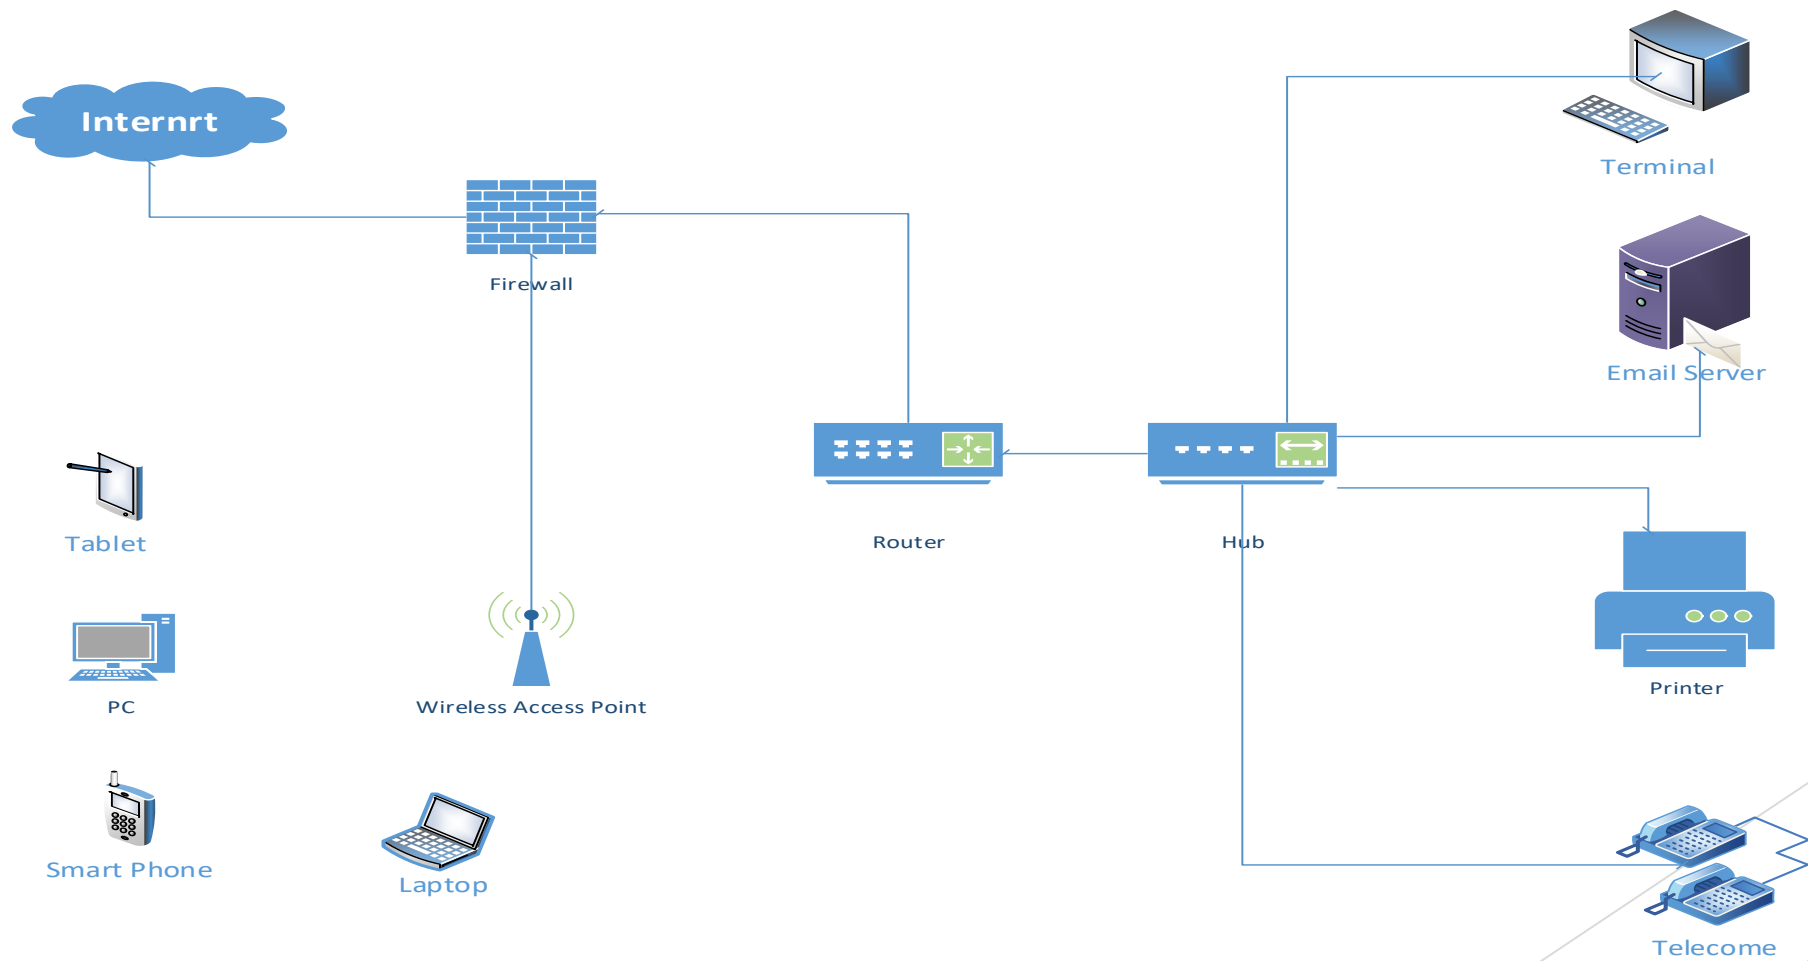 Internrt
Terminal
Firewall
Email Server
Tablet
Router
Hub
PC
Wireless Access Point
Printer
Smart Phone
Laptop
Telecome